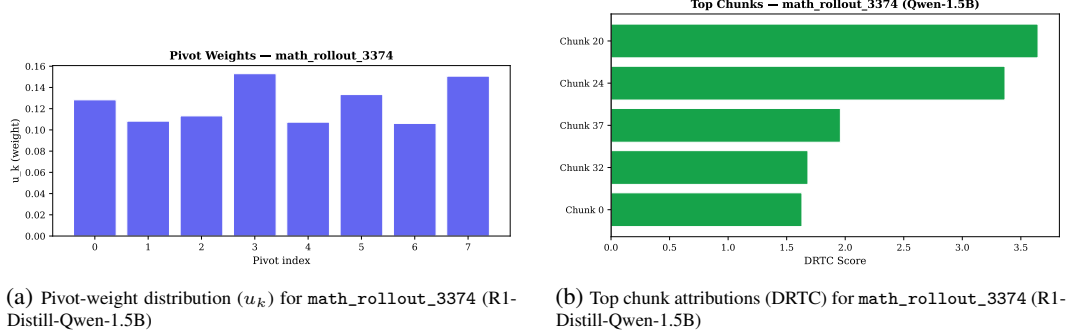 Pivot Weights — math_rollout_3374
0.16
0.14
0.12
0.10
0.08
0.06
0.04
0.02
0.00
u_k (weight)
0 1 2 3 4 5 6 7
Pivot index
(a) Pivot-weight distribution (u_k) for math_rollout_3374 (R1-
Distill-Qwen-1.5B)
Top Chunks — math_rollout_3374 (Qwen-1.5B)
Chunk 20
Chunk 24
Chunk 37
Chunk 32
Chunk 0
0.0 0.5 1.0 1.5 2.0 2.5 3.0 3.5
DRTC Score
(b) Top chunk attributions (DRTC) for math_rollout_3374 (R1-
Distill-Qwen-1.5B)